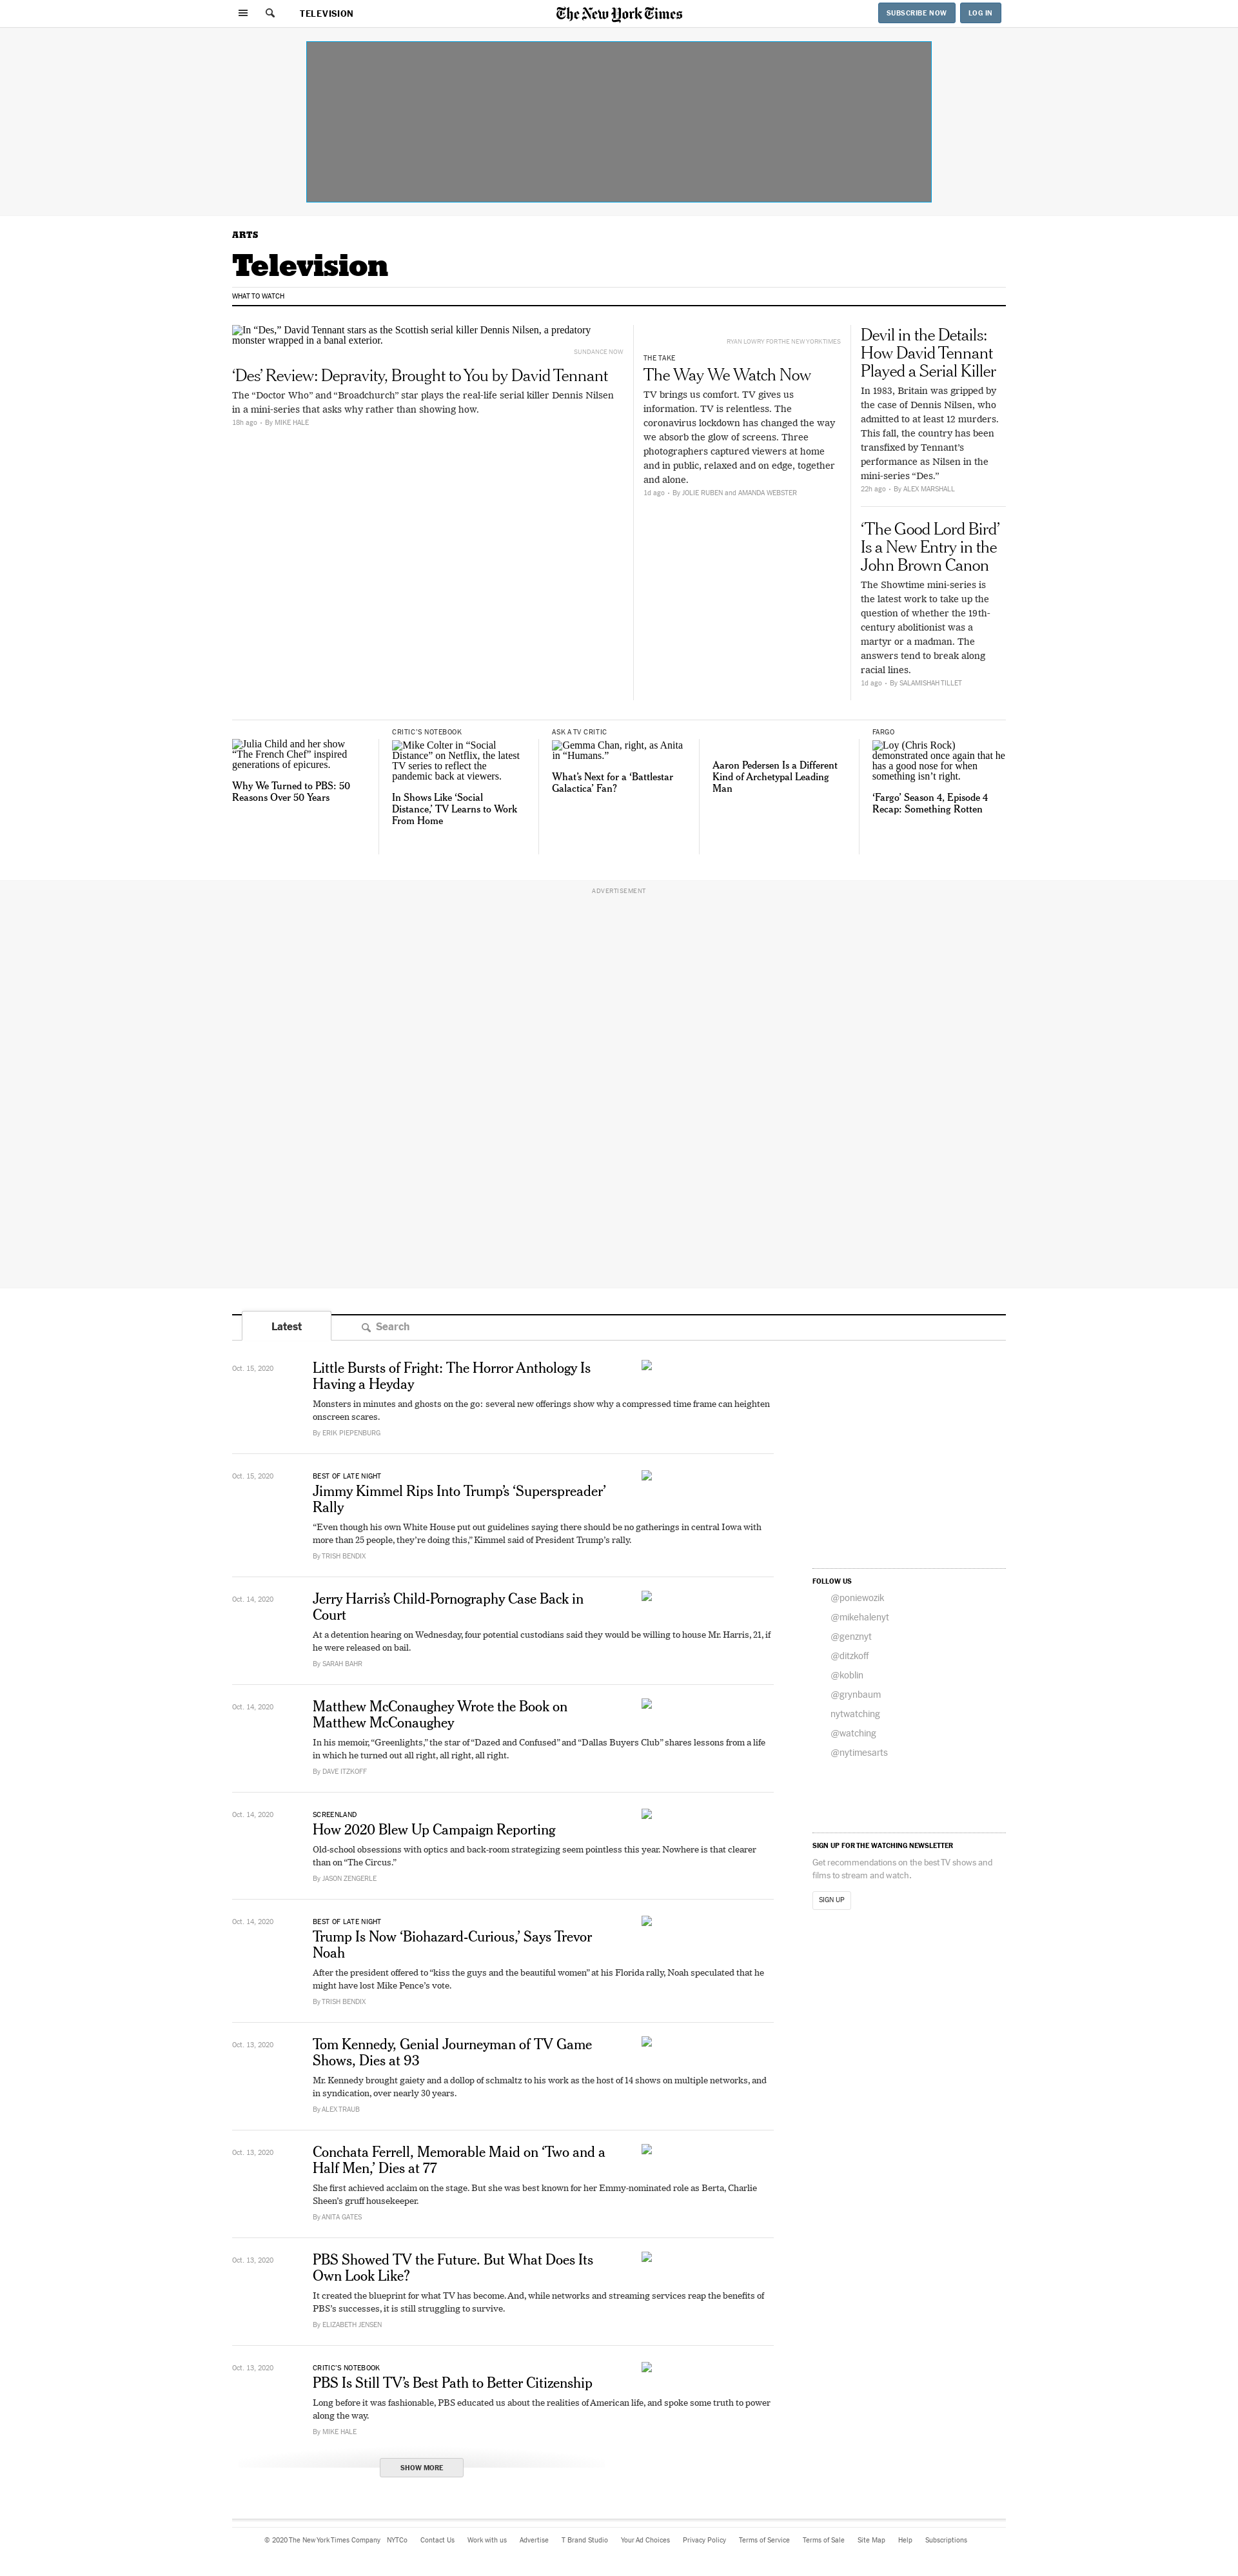 TELEVISION
The New York Times
SUBSCRIBE NOW
LOG IN
ARTS
Television
WHAT TO WATCH
In “Des,” David Tennant stars as the Scottish serial killer Dennis Nilsen, a predatory
monster wrapped in a banal exterior.
SUNDANCE NOW
‘Des’ Review: Depravity, Brought to You by David Tennant
The “Doctor Who” and “Broadchurch” star plays the real-life serial killer Dennis Nilsen
in a mini-series that asks why rather than showing how.
18h ago • By MIKE HALE
RYAN LOWRY FOR THE NEW YORK TIMES
THE TAKE
The Way We Watch Now
TV brings us comfort. TV gives us
information. TV is relentless. The
coronavirus lockdown has changed the way
we absorb the glow of screens. Three
photographers captured viewers at home
and in public, relaxed and on edge, together
and alone.
1d ago • By JOLIE RUBEN and AMANDA WEBSTER
Devil in the Details:
How David Tennant
Played a Serial Killer
In 1983, Britain was gripped by
the case of Dennis Nilsen, who
admitted to at least 12 murders.
This fall, the country has been
transfixed by Tennant’s
performance as Nilsen in the
mini-series “Des.”
22h ago • By ALEX MARSHALL
‘The Good Lord Bird’
Is a New Entry in the
John Brown Canon
The Showtime mini-series is
the latest work to take up the
question of whether the 19th-
century abolitionist was a
martyr or a madman. The
answers tend to break along
racial lines.
1d ago • By SALAMISHAH TILLET
Julia Child and her show
“The French Chef” inspired
generations of epicures.
Why We Turned to PBS: 50
Reasons Over 50 Years
CRITIC’S NOTEBOOK
Mike Colter in “Social
Distance” on Netflix, the latest
TV series to reflect the
pandemic back at viewers.
In Shows Like ‘Social
Distance,’ TV Learns to Work
From Home
ASK A TV CRITIC
Gemma Chan, right, as Anita
in “Humans.”
What’s Next for a ‘Battlestar
Galactica’ Fan?
Aaron Pedersen Is a Different
Kind of Archetypal Leading
Man
FARGO
Loy (Chris Rock)
demonstrated once again that he
has a good nose for when
something isn’t right.
‘Fargo’ Season 4, Episode 4
Recap: Something Rotten
ADVERTISEMENT
Latest
Search
Oct. 15, 2020
Little Bursts of Fright: The Horror Anthology Is
Having a Heyday
Monsters in minutes and ghosts on the go: several new offerings show why a compressed time frame can heighten
onscreen scares.
By ERIK PIEPENBURG
Oct. 15, 2020
BEST OF LATE NIGHT
Jimmy Kimmel Rips Into Trump’s ‘Superspreader’
Rally
“Even though his own White House put out guidelines saying there should be no gatherings in central Iowa with
more than 25 people, they’re doing this,” Kimmel said of President Trump’s rally.
By TRISH BENDIX
Oct. 14, 2020
Jerry Harris’s Child-Pornography Case Back in
Court
At a detention hearing on Wednesday, four potential custodians said they would be willing to house Mr. Harris, 21, if
he were released on bail.
By SARAH BAHR
Oct. 14, 2020
Matthew McConaughey Wrote the Book on
Matthew McConaughey
In his memoir, “Greenlights,” the star of “Dazed and Confused” and “Dallas Buyers Club” shares lessons from a life
in which he turned out all right, all right, all right.
By DAVE ITZKOFF
Oct. 14, 2020
SCREENLAND
How 2020 Blew Up Campaign Reporting
Old-school obsessions with optics and back-room strategizing seem pointless this year. Nowhere is that clearer
than on “The Circus.”
By JASON ZENGERLE
Oct. 14, 2020
BEST OF LATE NIGHT
Trump Is Now ‘Biohazard-Curious,’ Says Trevor
Noah
After the president offered to “kiss the guys and the beautiful women” at his Florida rally, Noah speculated that he
might have lost Mike Pence’s vote.
By TRISH BENDIX
Oct. 13, 2020
Tom Kennedy, Genial Journeyman of TV Game
Shows, Dies at 93
Mr. Kennedy brought gaiety and a dollop of schmaltz to his work as the host of 14 shows on multiple networks, and
in syndication, over nearly 30 years.
By ALEX TRAUB
Oct. 13, 2020
Conchata Ferrell, Memorable Maid on ‘Two and a
Half Men,’ Dies at 77
She first achieved acclaim on the stage. But she was best known for her Emmy-nominated role as Berta, Charlie
Sheen’s gruff housekeeper.
By ANITA GATES
Oct. 13, 2020
PBS Showed TV the Future. But What Does Its
Own Look Like?
It created the blueprint for what TV has become. And, while networks and streaming services reap the benefits of
PBS’s successes, it is still struggling to survive.
By ELIZABETH JENSEN
Oct. 13, 2020
CRITIC’S NOTEBOOK
PBS Is Still TV’s Best Path to Better Citizenship
Long before it was fashionable, PBS educated us about the realities of American life, and spoke some truth to power
along the way.
By MIKE HALE
SHOW MORE
FOLLOW US
@poniewozik
@mikehalenyt
@genznyt
@ditzkoff
@koblin
@grynbaum
nytwatching
@watching
@nytimesarts
SIGN UP FOR THE WATCHING NEWSLETTER
Get recommendations on the best TV shows and
films to stream and watch.
SIGN UP
© 2020 The New York Times Company NYTCo Contact Us Work with us Advertise T Brand Studio Your Ad Choices Privacy Policy Terms of Service Terms of Sale Site Map Help Subscriptions